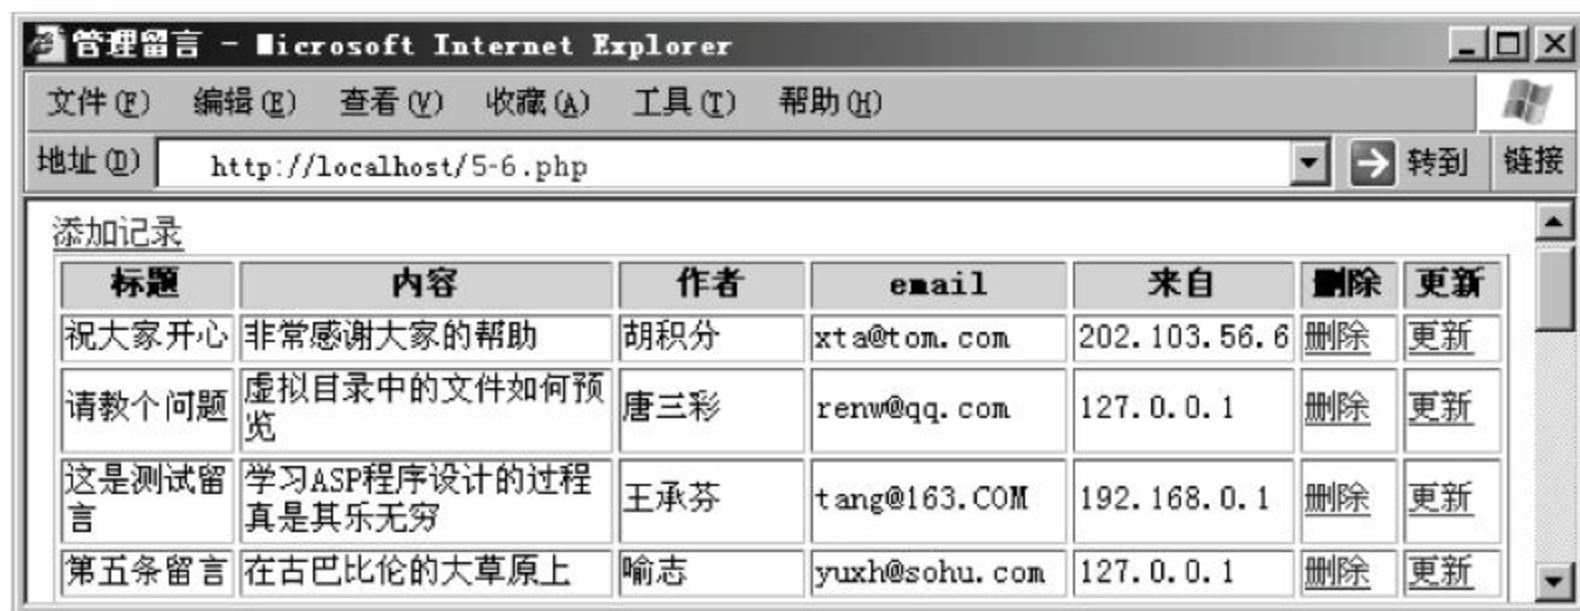 管理留言 - Microsoft Internet Explorer
文件(F) 编辑(E) 查看(V) 收藏(A) 工具(T) 帮助(H)
地址(D) http://localhost/5-6.php 转到 链接
添加记录
标题 内容 作者 email 来自 删除 更新
祝大家开心 非常感谢大家的帮助 胡积分 xta@tom.com 202.103.56.6 删除 更新
请教个问题 虚拟目录中的文件如何预
览 唐三彩 renw@qq.com 127.0.0.1 删除 更新
这是测试留 学习ASP程序设计的过程
言 真是其乐无穷 王承芬 tang@163.COM 192.168.0.1 删除 更新
第五条留言 在古巴比伦的大草原上 喻志 yuxh@sohu.com 127.0.0.1 删除 更新